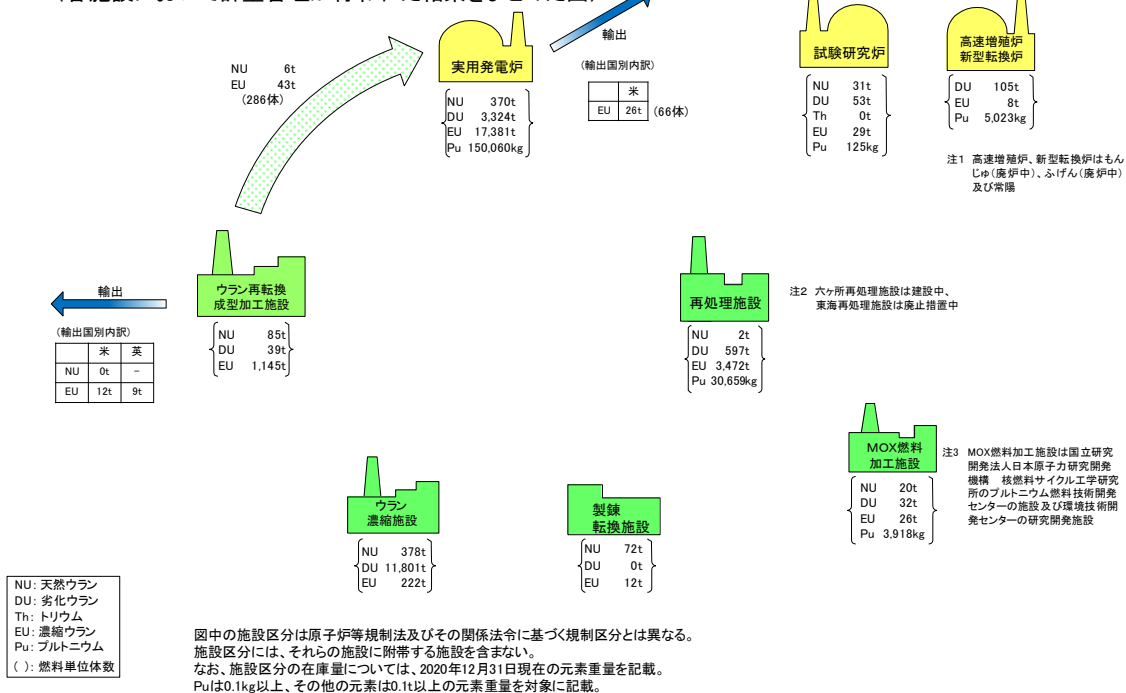 輸出
NU 6t
EU 43t
(286体)
実用発電炉
NU 370t
DU 3,324t
EU 17,381t
Pu 150,060kg
(輸出国別内訳)
米
EU 26t (66体)
試験研究炉
NU 31t
DU 53t
Th 0t
EU 29t
Pu 125kg
高速増殖炉
新型転換炉
DU 105t
EU 8t
Pu 5,023kg
注1 高速増殖炉、新型転換炉はもん
じゅ(廃炉中)、ふげん(廃炉中)
及び常陽
輸出
(輸出国別内訳)
米 英
NU 0t -
EU 12t 9t
ウラン再転換
成型加工施設
NU 85t
DU 39t
EU 1,145t
再処理施設
NU 2t
DU 597t
EU 3,472t
Pu 30,659kg
注2 六ヶ所再処理施設は建設中、
東海再処理施設は廃止措置中
MOX燃料
加工施設
NU 20t
DU 32t
EU 26t
Pu 3,918kg
注3 MOX燃料加工施設は国立研究
開発法人日本原子力研究開発
機構 核燃料サイクル工学研究
所のプルトニウム燃料技術開発
センターの施設及び環境技術開
発センターの研究開発施設
ウラン
濃縮施設
NU 378t
DU 11,801t
EU 222t
製錬
転換施設
NU 72t
DU 0t
EU 12t
NU: 天然ウラン
DU: 劣化ウラン
Th: トリウム
EU: 濃縮ウラン
Pu: プルトニウム
( ): 燃料単位体数
図中の施設区分は原子炉等規制法及びその関係法令に基づく規制区分とは異なる。
施設区分には、それらの施設に附帯する施設を含まない。
なお、施設区分の在庫量については、2020年12月31日現在の元素重量を記載。
Puは0.1kg以上、その他の元素は0.1t以上の元素重量を対象に記載。